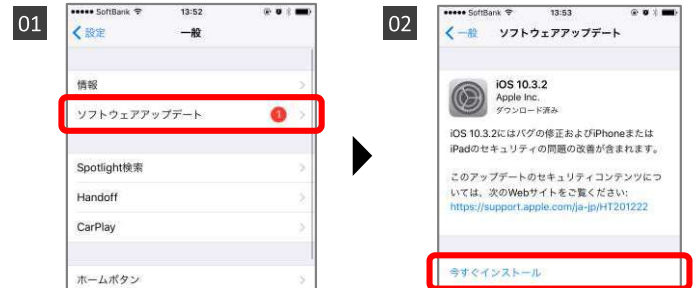 01
SoftBank 13:52
設定 一般
情報
ソフトウェアアップデート 1
Spotlight検索
Handoff
CarPlay
ホームボタン
02
SoftBank 13:53
一般 ソフトウェアアップデート
iOS 10.3.2
Apple Inc.
ダウンロード済み
iOS 10.3.2にはバグの修正およびiPhoneまたは
iPadのセキュリティの問題の改善が含まれます。
このアップデートのセキュリティコンテンツにつ
いては、次のWebサイトをご覧ください:
https://support.apple.com/ja-jp/HT201222
今すぐインストール